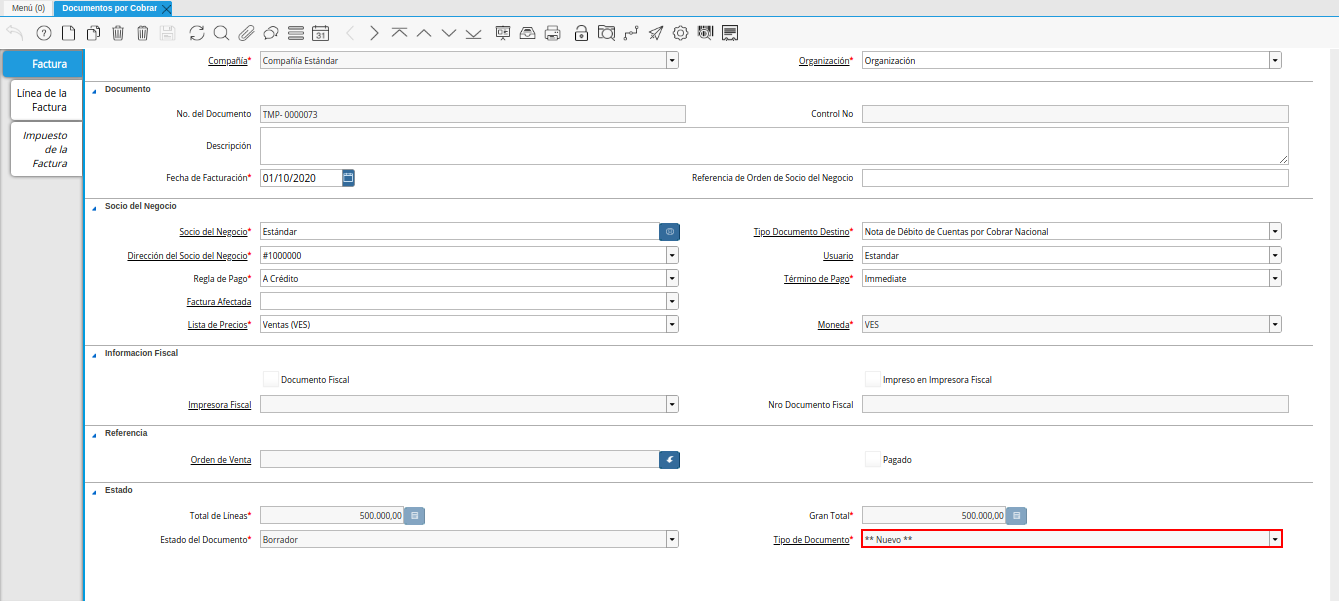 Menú (0) Documentos por Cobrar
31
Factura
Línea de la
Factura
Impuesto
de la
Factura
Compañía* Compañía Estándar Organización* Organización
Documento
No. del Documento TMP- 0000073 Control No
Descripción
Fecha de Facturación* 01/10/2020 Referencia de Orden de Socio del Negocio
Socio del Negocio
Socio del Negocio* Estándar Tipo Documento Destino* Nota de Débito de Cuentas por Cobrar Nacional
Dirección del Socio del Negocio* #1000000 Usuario Estandar
Regla de Pago* A Crédito Término de Pago* Immediate
Factura Afectada
Lista de Precios* Ventas (VES) Moneda* VES
Informacion Fiscal
Documento Fiscal Impreso en Impresora Fiscal
Impresora Fiscal Nro Documento Fiscal
Referencia
Orden de Venta Pagado
Estado
Total de Líneas* 500.000,00 Gran Total* 500.000,00
Estado del Documento* Borrador Tipo de Documento* ** Nuevo **